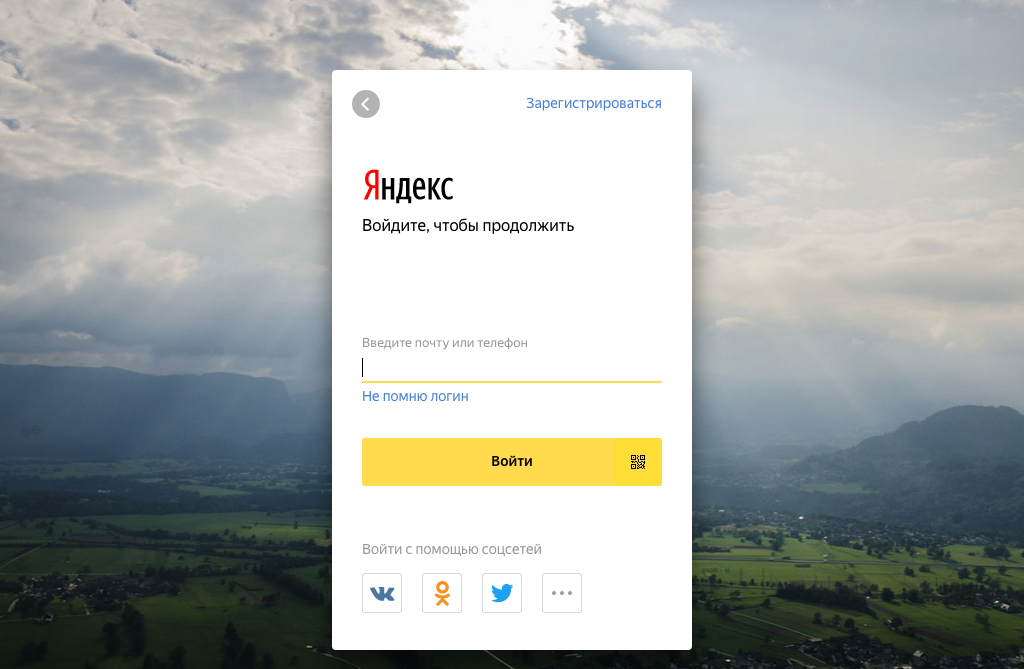 Зарегистрироваться
Яндекс
Войдите, чтобы продолжить
Введите почту или телефон
Не помню логин
Войти
Войти с помощью соцсетей